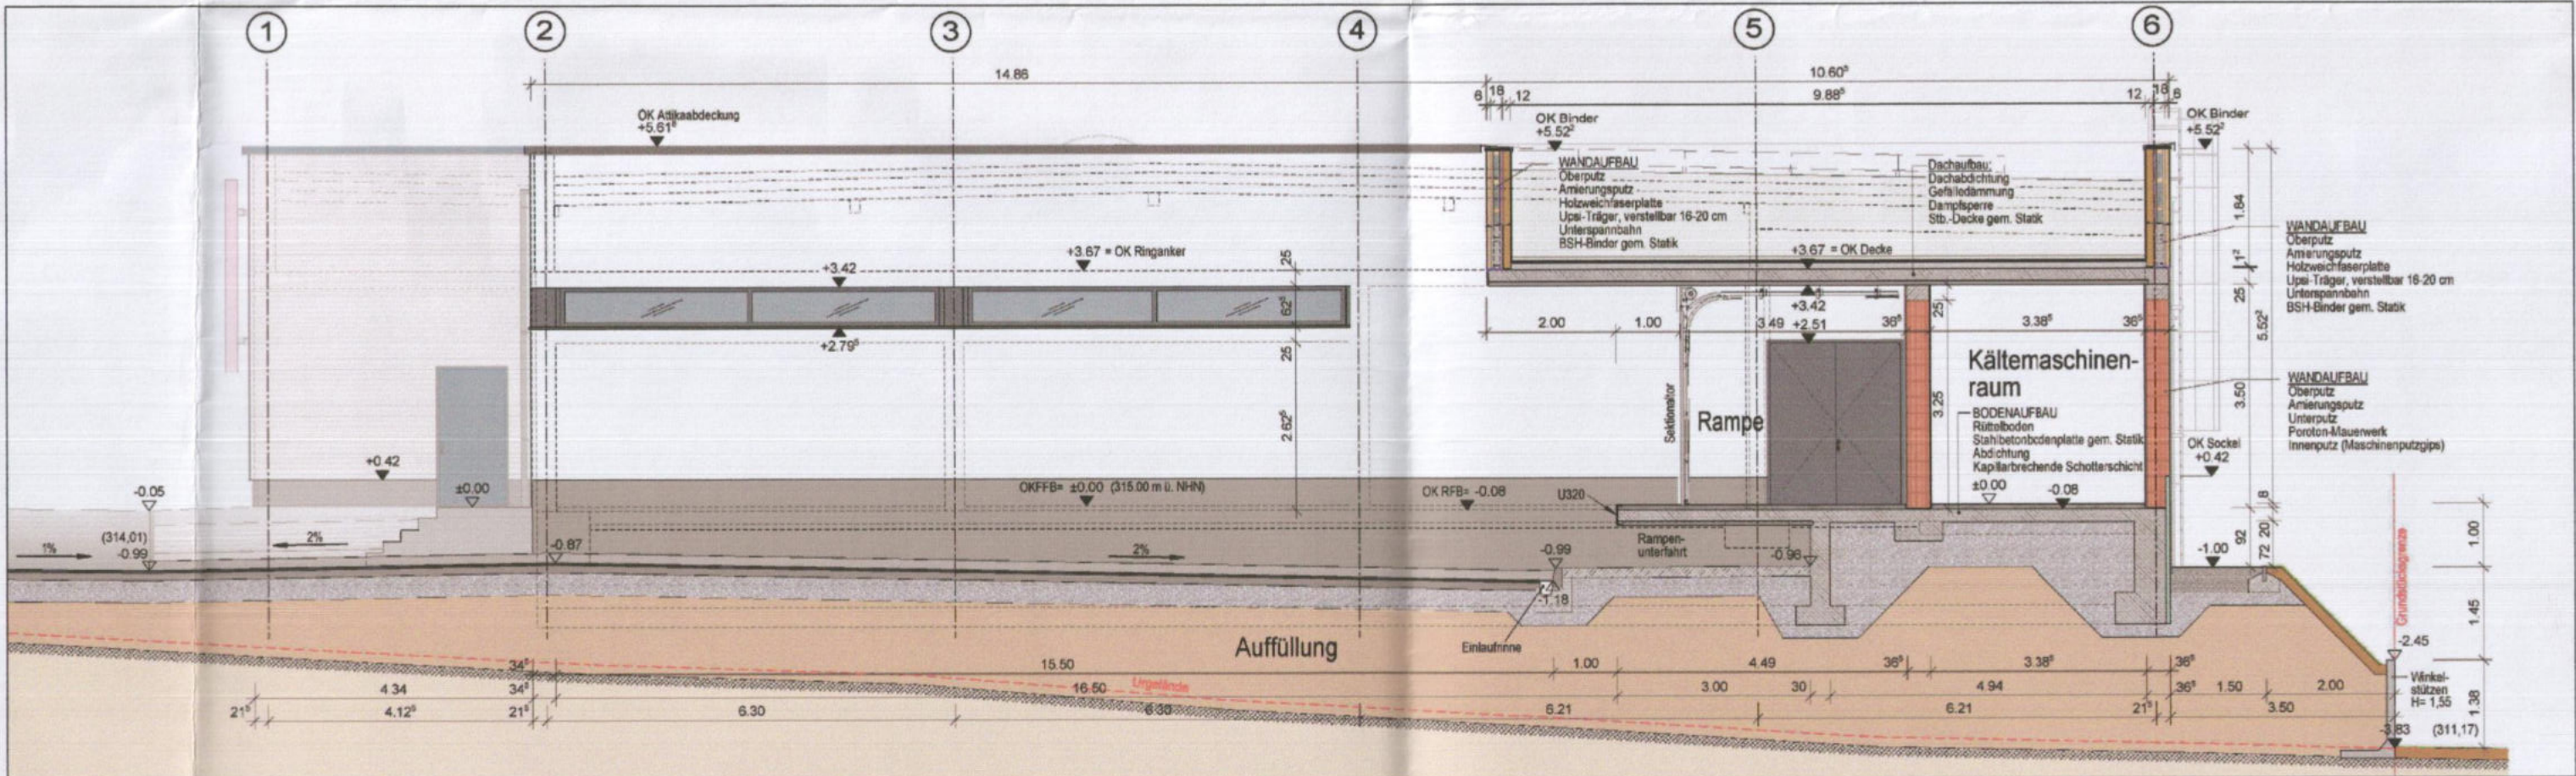 1
2
3
4
5
6
14.86
10.60⁵
6 18 12
9.88⁵
12 18 6
OK Attikaabdeckung
+5.61⁸
OK Binder
+5.52²
OK Binder
+5.52²
WANDAUFBAU
Oberputz
Amierungsputz
Holzweichfaserplatte
Upsi-Träger, verstellbar 16-20 cm
Unterspannbahn
BSH-Binder gem. Statik
Dachaufbau:
Dachabdichtung
Gefälledämmung
Dampfsperre
Stb.-Decke gem. Statik
1.84
WANDAUFBAU
Oberputz
Amierungsputz
Holzweichfaserplatte
Upsi-Träger, verstellbar 16-20 cm
Unterspannbahn
BSH-Binder gem. Statik
+3.67 = OK Ringanker
25
+3.67 = OK Decke
1²
+3.42
62⁵
+3.42
25
25
5.52²
2.00
1.00
3.49
+2.51
36⁵
3.38⁵
36⁵
+2.79⁵
25
Kältemaschinen-
raum
WANDAUFBAU
Oberputz
Amierungsputz
Unterputz
Poroton-Mauerwerk
Innenputz (Maschinenputzgips)
2.62⁵
Sektionaltor
Rampe
3.25
3.50
BODENAUFBAU
Rüttelboden
Stahlbetonbodenplatte gem. Statik
Abdichtung
Kapillarbrechende Schotterschicht
OK Sockel
+0.42
+0.42
-0.05
±0.00
OKFFB= ±0.00 (315.00 m ü. NHN)
OK RFB= -0.08
U320
±0.00
-0.08
8
Grundstücksgrenze
(314,01)
-0.99
1%
2%
-0.87
2%
-0.99
Rampen-
unterfahrt
-0.96
-1.00
92
72 20
1.00
-1.18
Auffüllung
Einlaufrinne
1.45
-2.45
34⁵
15.50
1.00
4.49
36⁵
3.38⁵
36⁵
4.34
34⁵
16.50
Urgelände
3.00
30
4.94
36⁵
1.50
2.00
Winkel-
stützen
H= 1,55
21⁵
4.12⁵
21⁵
6.30
6.30
6.21
6.21
21⁵
3.50
1.38
-3.83
(311,17)